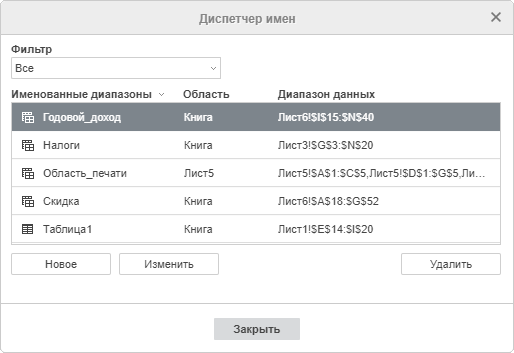 Диспетчер имен
Фильтр
Все
Именованные диапазоны Область Диапазон данных
Годовой_доход Книга Лист6!$I$15:$N$40
Налоги Книга Лист3!$G$3:$N$20
Область_печати Лист5 Лист5!$A$1:$C$5,Лист5!$D$1:$G$5,Ли...
Скидка Книга Лист6!$A$18:$G$52
Таблица1 Книга Лист1!$E$14:$I$20
Новое Изменить Удалить
Закрыть